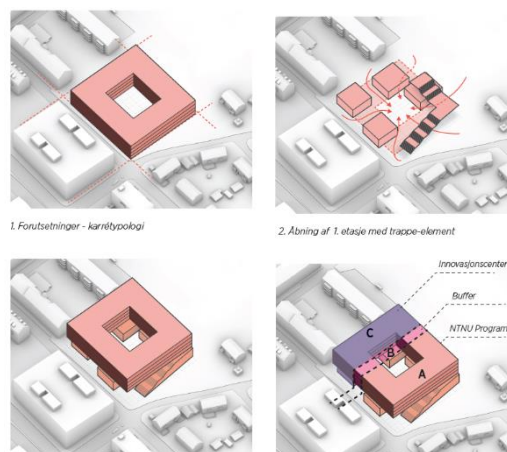 1. Forutsetninger - karrétypologi
2. Åbning af 1. etasje med trappe-element
Innovasjonscenter
Buffer
NTNU Program
C
B
A